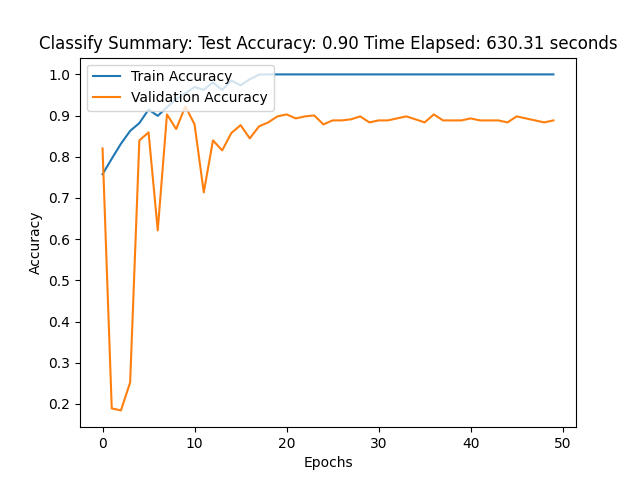 Classify Summary: Test Accuracy: 0.90 Time Elapsed: 630.31 seconds
Train Accuracy
Validation Accuracy
1.0
0.9
0.8
0.7
0.6
0.5
0.4
0.3
0.2
Accuracy
0 10 20 30 40 50
Epochs